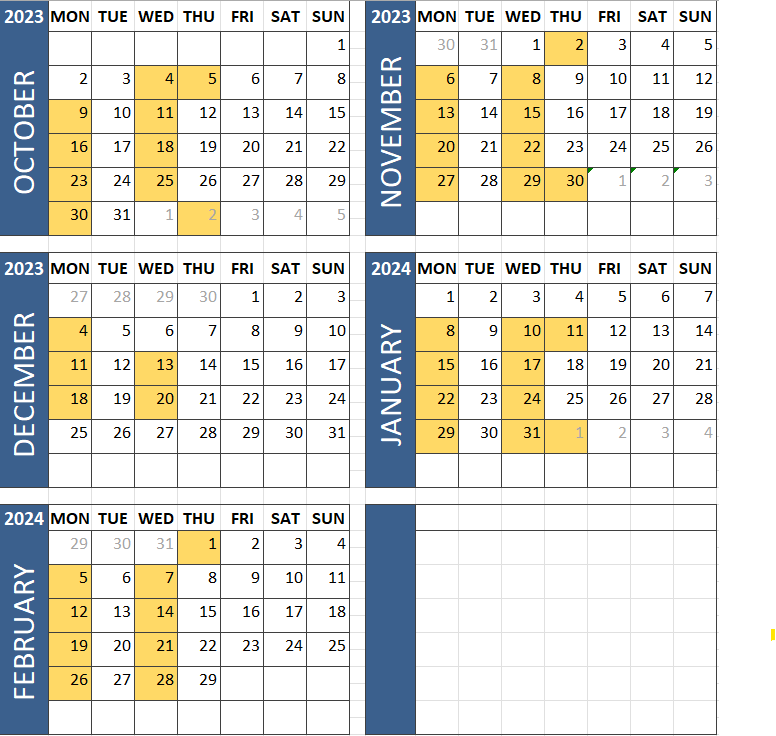 2023 MON TUE WED THU FRI SAT SUN
OCTOBER
1
2 3 4 5 6 7 8
9 10 11 12 13 14 15
16 17 18 19 20 21 22
23 24 25 26 27 28 29
30 31 1 2 3 4 5
2023 MON TUE WED THU FRI SAT SUN
NOVEMBER
30 31 1 2 3 4 5
6 7 8 9 10 11 12
13 14 15 16 17 18 19
20 21 22 23 24 25 26
27 28 29 30 1 2 3
2023 MON TUE WED THU FRI SAT SUN
DECEMBER
27 28 29 30 1 2 3
4 5 6 7 8 9 10
11 12 13 14 15 16 17
18 19 20 21 22 23 24
25 26 27 28 29 30 31
2024 MON TUE WED THU FRI SAT SUN
JANUARY
1 2 3 4 5 6 7
8 9 10 11 12 13 14
15 16 17 18 19 20 21
22 23 24 25 26 27 28
29 30 31 1 2 3 4
2024 MON TUE WED THU FRI SAT SUN
FEBRUARY
29 30 31 1 2 3 4
5 6 7 8 9 10 11
12 13 14 15 16 17 18
19 20 21 22 23 24 25
26 27 28 29